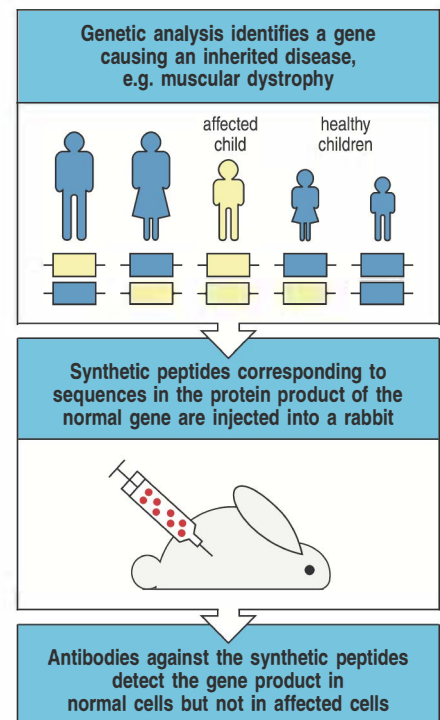 Genetic analysis identifies a gene
causing an inherited disease,
e.g. muscular dystrophy
affected
child
healthy
children
Synthetic peptides corresponding to
sequences in the protein product of the
normal gene are injected into a rabbit
Antibodies against the synthetic peptides
detect the gene product in
normal cells but not in affected cells